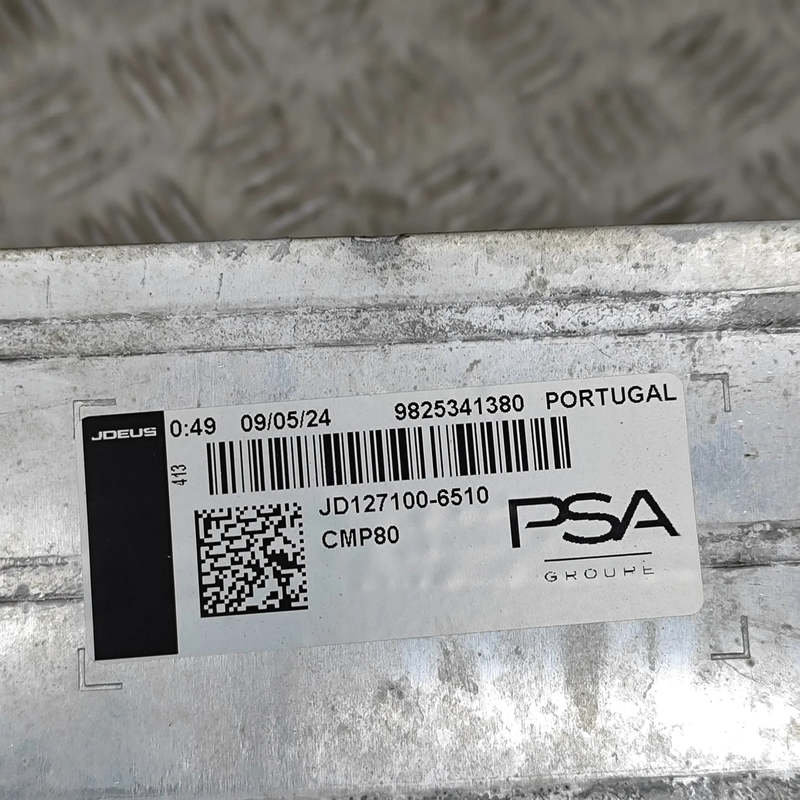 JDEUS
0:49 09/05/24 9825341380 PORTUGAL
413
JD127100-6510
CMP80
PSA
GROUPE